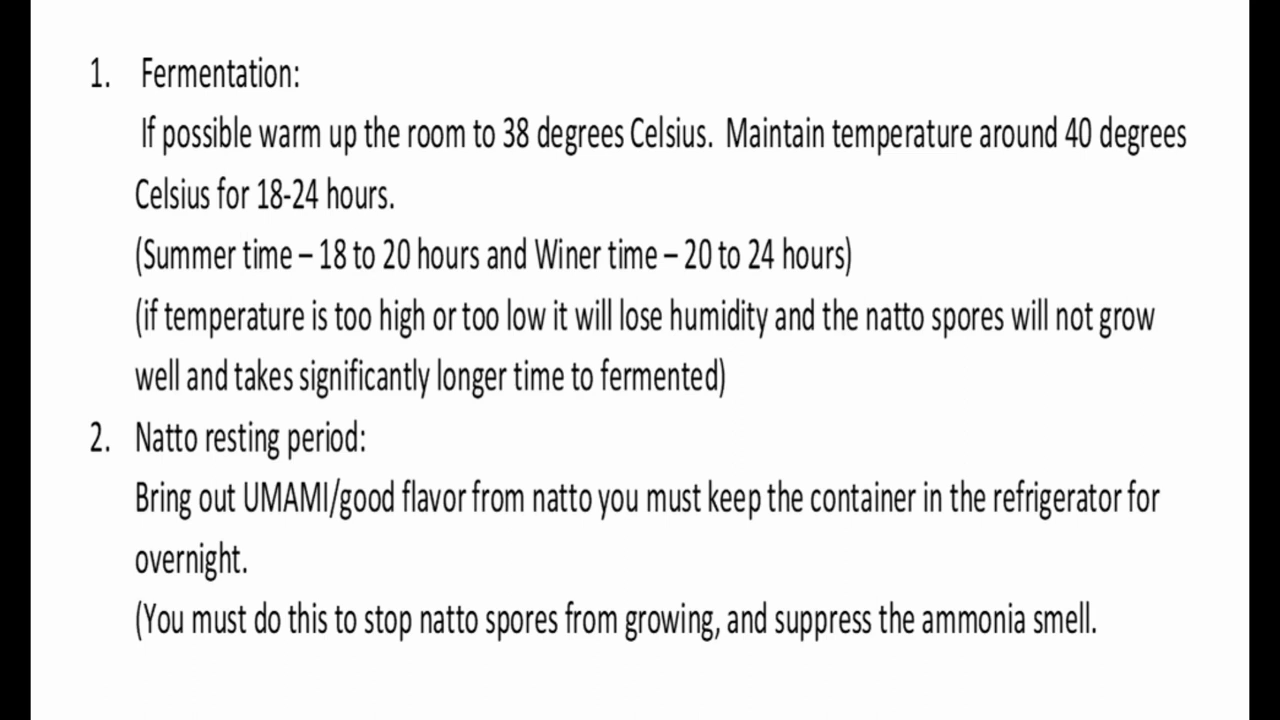 1. Fermentation:
If possible warm up the room to 38 degrees Celsius. Maintain temperature around 40 degrees
Celsius for 18-24 hours.
(Summer time – 18 to 20 hours and Winer time – 20 to 24 hours)
(if temperature is too high or too low it will lose humidity and the natto spores will not grow
well and takes significantly longer time to fermented)
2. Natto resting period:
Bring out UMAMI/good flavor from natto you must keep the container in the refrigerator for
overnight.
(You must do this to stop natto spores from growing, and suppress the ammonia smell.